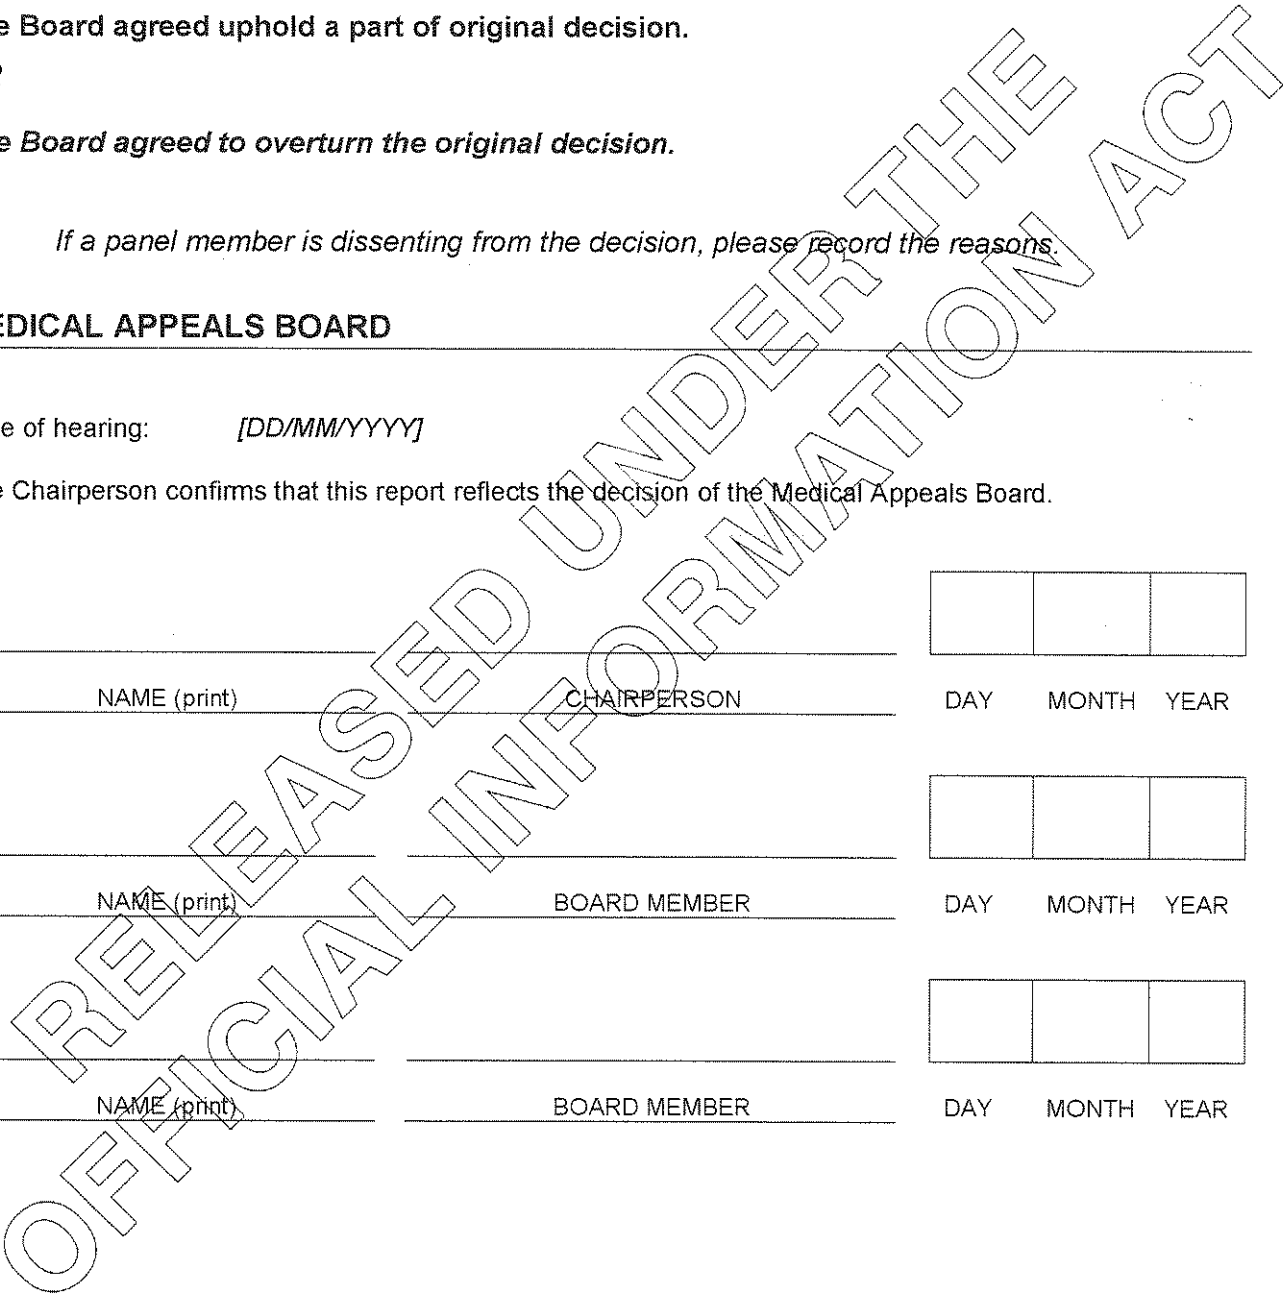 e Board agreed uphold a part of original decision.
e Board agreed to overturn the original decision.
If a panel member is dissenting from the decision, please record the reasons.
EDICAL APPEALS BOARD
e of hearing: [DD/MM/YYYY]
e Chairperson confirms that this report reflects the decision of the Medical Appeals Board.
NAME (print) CHAIRPERSON DAY MONTH YEAR
NAME (print) BOARD MEMBER DAY MONTH YEAR
NAME (print) BOARD MEMBER DAY MONTH YEAR
RELEASED UNDER THE
OFFICIAL INFORMATION ACT